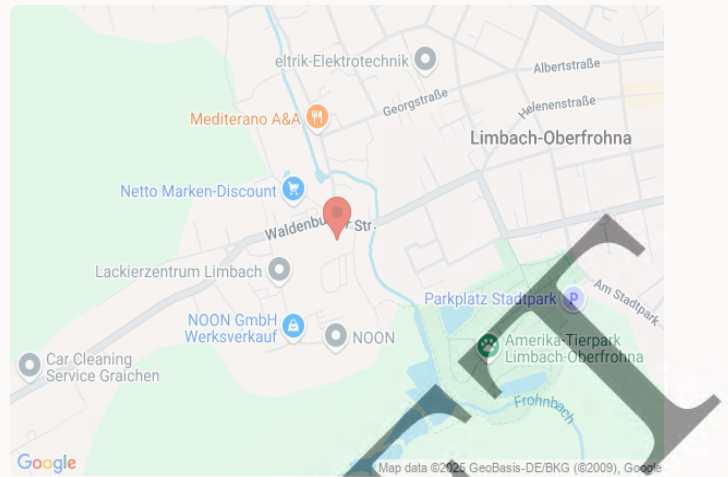 eltrik-Elektrotechnik
Albertstraße
Georgstraße
Helenenstraße
Mediterano A&A
Limbach-Oberfrohna
Netto Marken-Discount
Waldenbu r Str.
Lackierzentrum Limbach
Am Stadtpark
Parkplatz Stadtpark
P
NOON GmbH
Werksverkauf
NOON
Amerika-Tierpark
Limbach-Oberfrohna
Car Cleaning
Service Graichen
Frohnbach
Google
Map data ©2025 GeoBasis-DE/BKG (©2009), Google